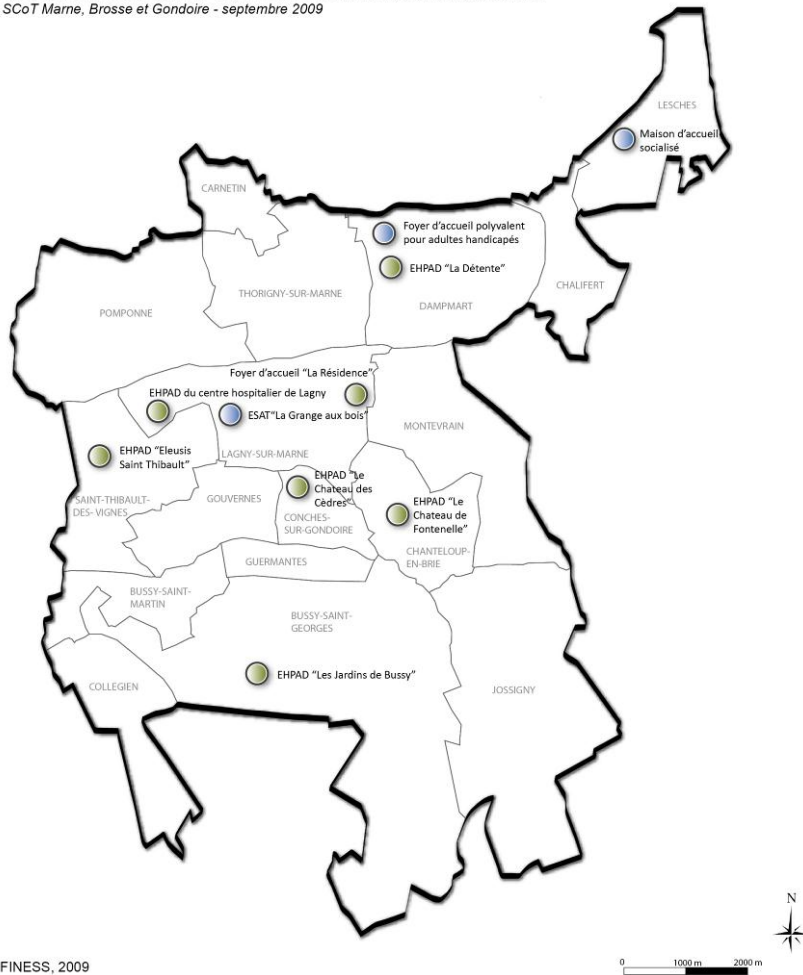 SCoT Marne, Brosse et Gondoire - septembre 2009
LESCHES
Maison d'accueil
socialisé
CARNETIN
Foyer d'accueil polyvalent
pour adultes handicapés
EHPAD "La Détente"
CHALIFERT
THORIGNY-SUR-MARNE
DAMPMART
POMPONNE
Foyer d'accueil "La Résidence"
EHPAD du centre hospitalier de Lagny
ESAT"La Grange aux bois"
MONTEVRAIN
EHPAD "Eleusis
Saint Thibault"
LAGNY-SUR-MARNE
EHPAD "Le
Chateau des
Cèdres"
SAINT-THIBAULT-
DES- VIGNES
GOUVERNES
CONCHES-
SUR-GONDOIRE
EHPAD "Le
Chateau de
Fontenelle"
CHANTELOUP-
EN-BRIE
GUERMANTES
BUSSY-SAINT-
MARTIN
BUSSY-SAINT-
GEORGES
EHPAD "Les Jardins de Bussy"
COLLEGIEN
JOSSIGNY
N
FINESS, 2009
0 1000 m 2000 m